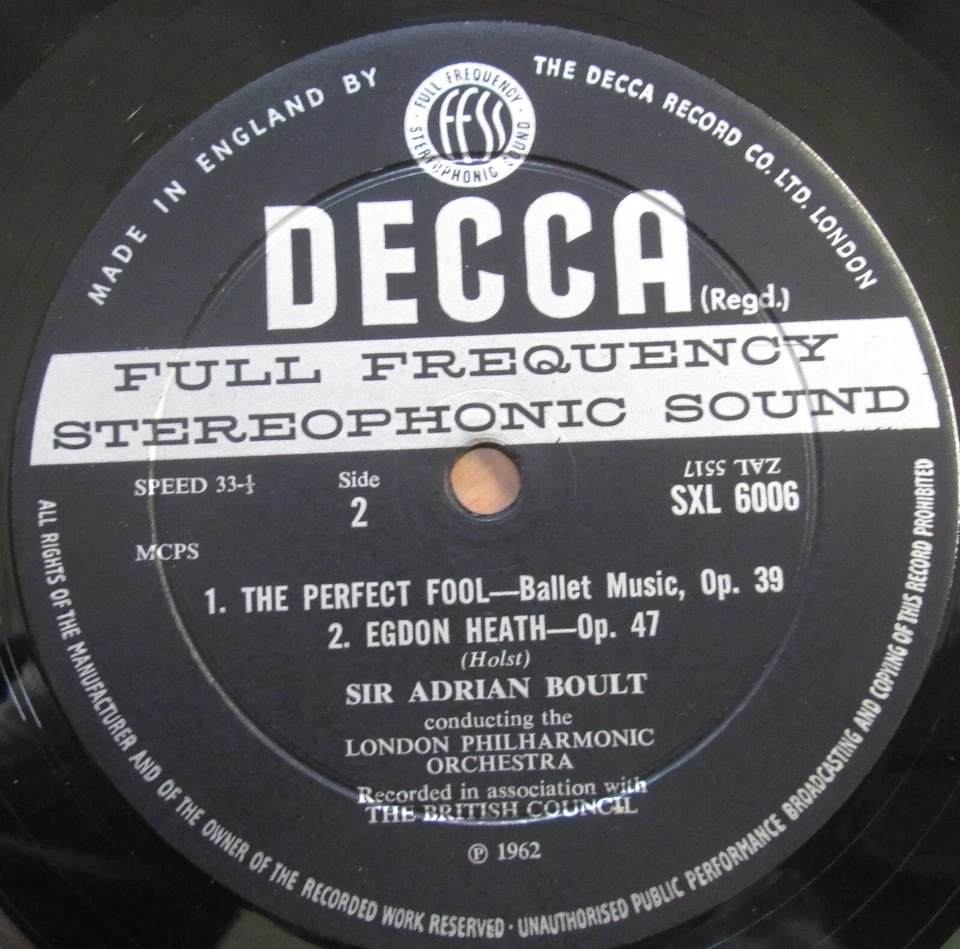 MADE IN ENGLAND BY
THE DECCA RECORD CO. LTD. LONDON
FULL FREQUENCY
FFSS
STEREOPHONIC SOUND
DECCA (Regd.)
FULL FREQUENCY
STEREOPHONIC SOUND
SPEED 33-⅓
Side
2
ZAL 5517
SXL 6006
MCPS
1. THE PERFECT FOOL—Ballet Music, Op. 39
2. EGDON HEATH—Op. 47
(Holst)
SIR ADRIAN BOULT
conducting the
LONDON PHILHARMONIC
ORCHESTRA
Recorded in association with
THE BRITISH COUNCIL
℗ 1962
ALL RIGHTS OF THE MANUFACTURER AND OF THE OWNER OF THE RECORDED WORK RESERVED · UNAUTHORISED PUBLIC PERFORMANCE BROADCASTING AND COPYING OF THIS RECORD PROHIBITED